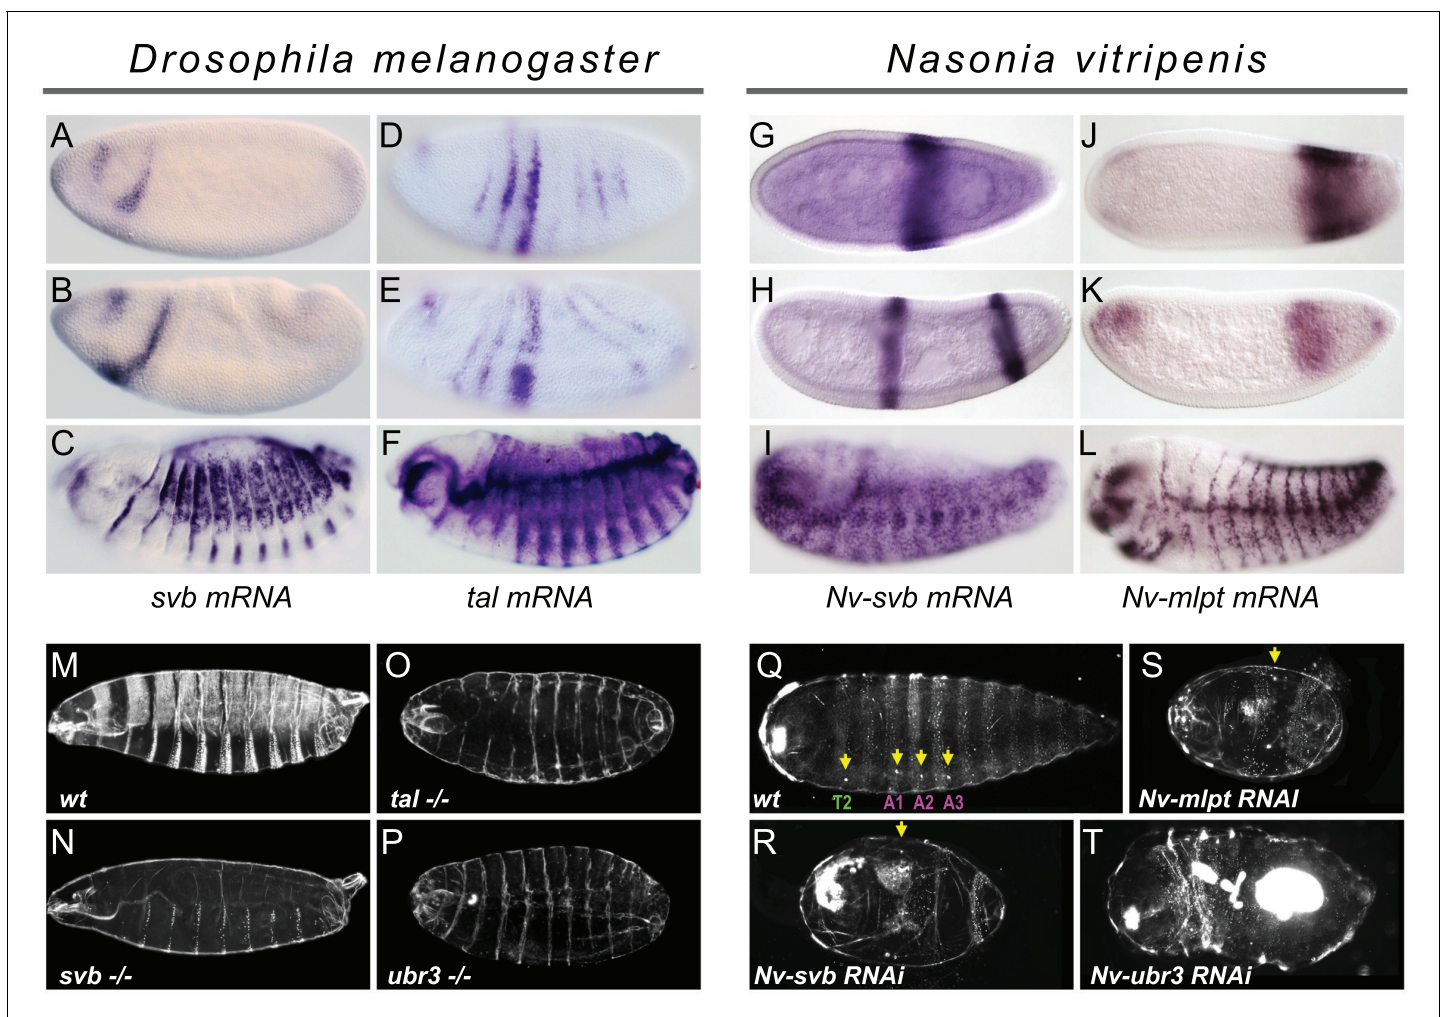 Drosophila melanogaster
Nasonia vitripenis
A
D
G
J
B
E
H
K
C
F
I
L
svb mRNA
tal mRNA
Nv-svb mRNA
Nv-mlpt mRNA
M
O
Q
S
wt
tal -/-
wt
T2 A1 A2 A3
Nv-mlpt RNAI
N
P
R
T
svb -/-
ubr3 -/-
Nv-svb RNAi
Nv-ubr3 RNAi